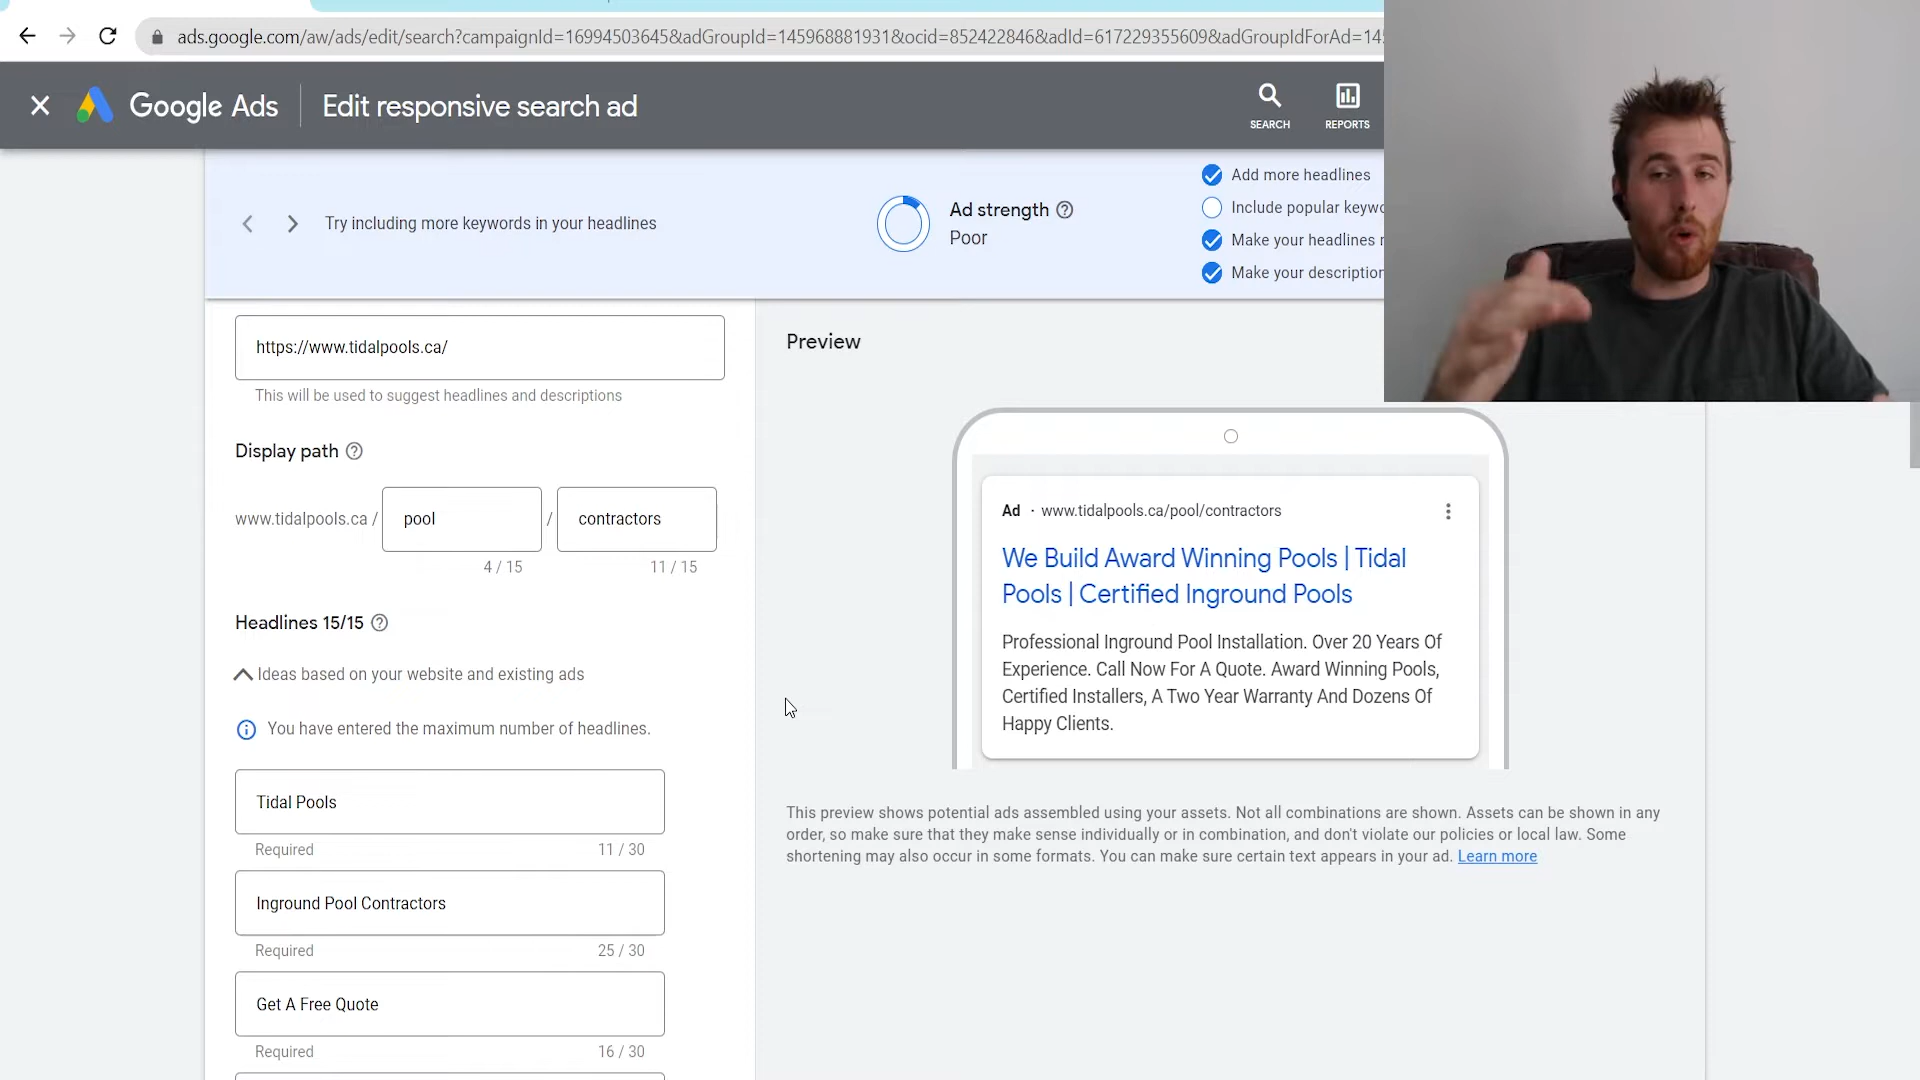 ads.google.com/aw/ads/edit/search?campaignId=16994503645&adGroupId=145968881931&ocid=852422846&adId=617229355609&adGroupIdForAd=14
Google Ads
Edit responsive search ad
SEARCH
REPORTS
Try including more keywords in your headlines
Ad strength
Poor
Add more headlines
Include popular keywo
Make your headlines
Make your description
https://www.tidalpools.ca/
This will be used to suggest headlines and descriptions
Display path
www.tidalpools.ca / pool / contractors
4 / 15
11 / 15
Headlines 15/15
Ideas based on your website and existing ads
You have entered the maximum number of headlines.
Tidal Pools
Required 11 / 30
Inground Pool Contractors
Required 25 / 30
Get A Free Quote
Required 16 / 30
Preview
Ad · www.tidalpools.ca/pool/contractors
We Build Award Winning Pools | Tidal
Pools | Certified Inground Pools
Professional Inground Pool Installation. Over 20 Years Of
Experience. Call Now For A Quote. Award Winning Pools,
Certified Installers, A Two Year Warranty And Dozens Of
Happy Clients.
This preview shows potential ads assembled using your assets. Not all combinations are shown. Assets can be shown in any
order, so make sure that they make sense individually or in combination, and don't violate our policies or local law. Some
shortening may also occur in some formats. You can make sure certain text appears in your ad. Learn more